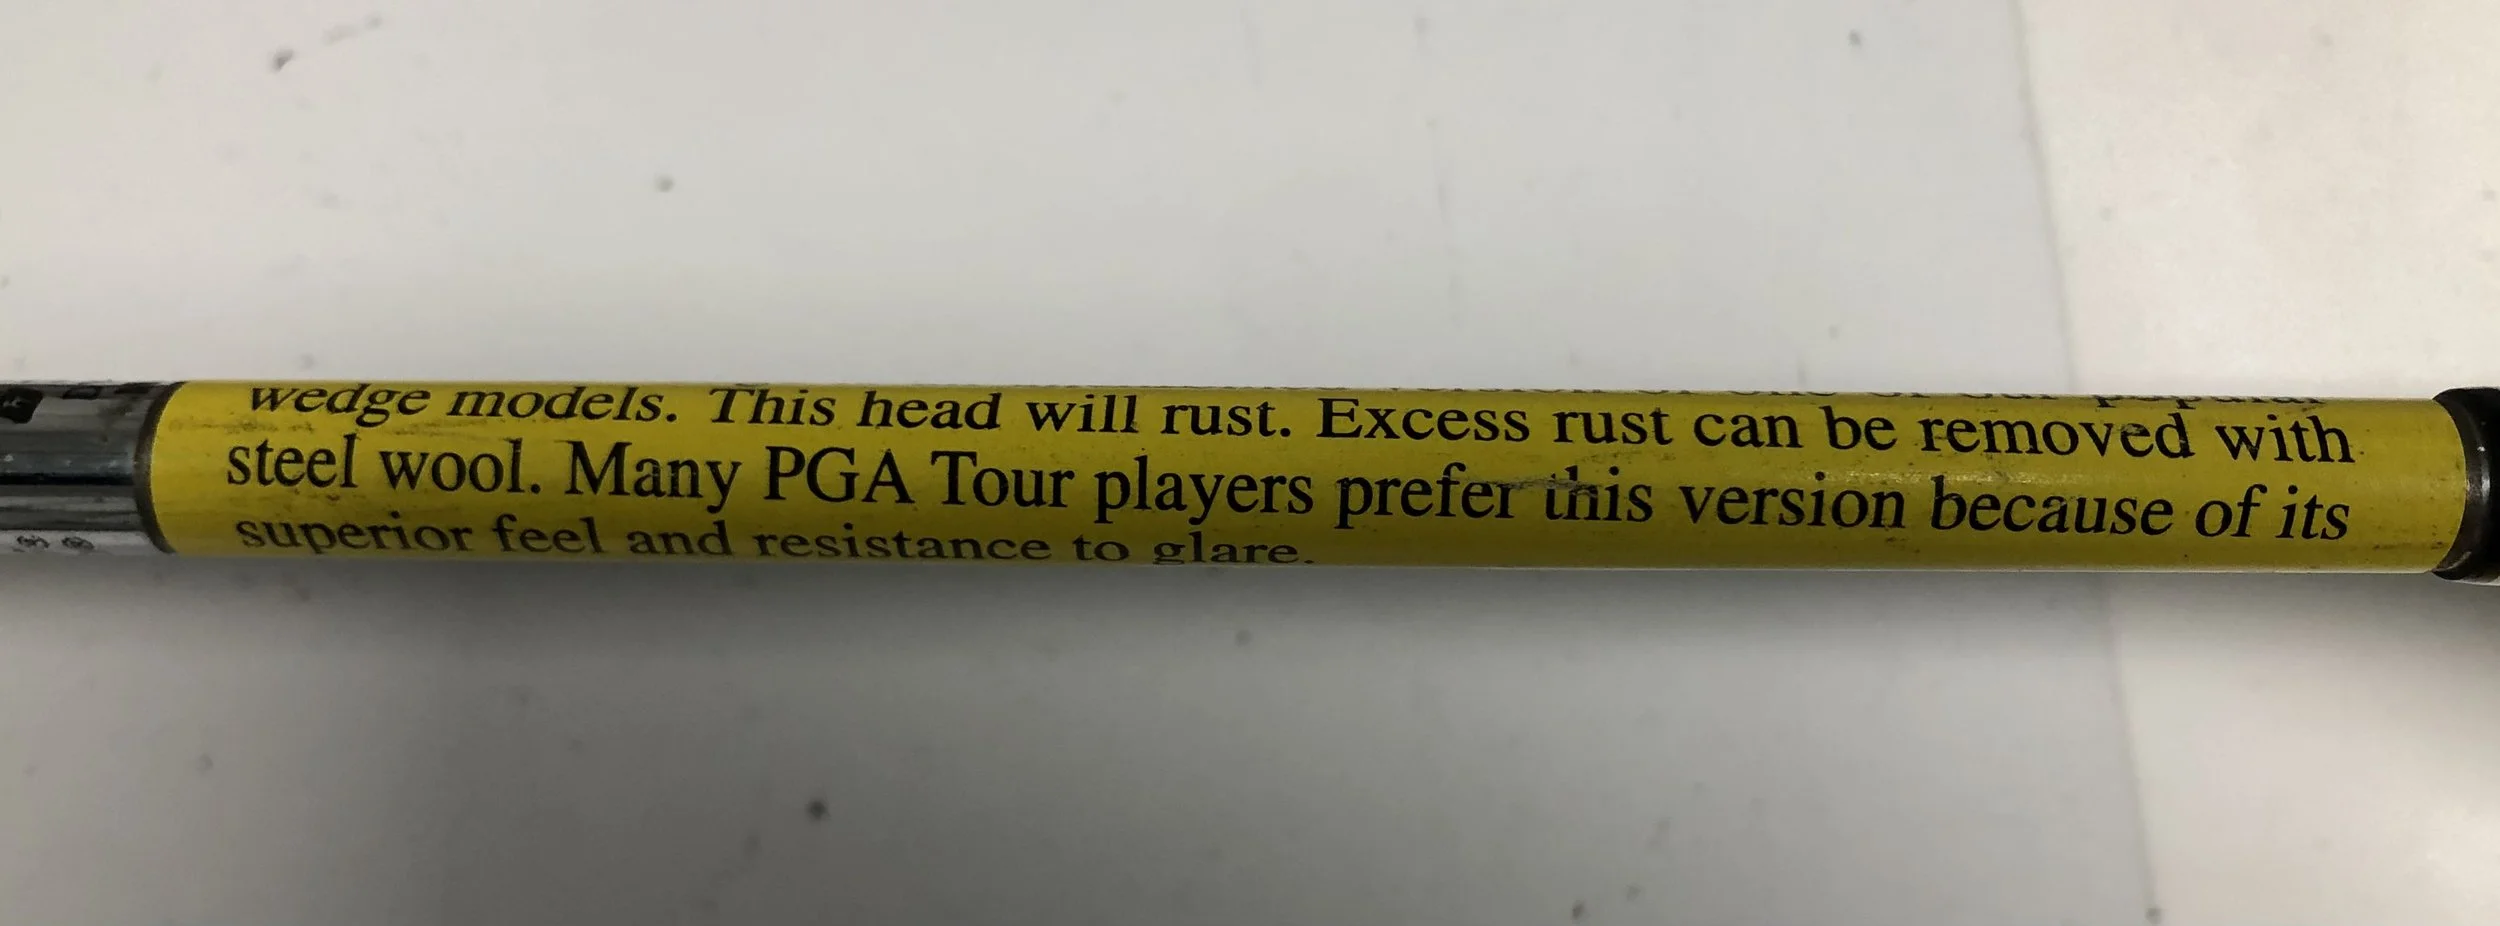 wedge models. This head will rust. Excess rust can be removed with
steel wool. Many PGA Tour players prefer this version because of its
superior feel and resistance to glare.